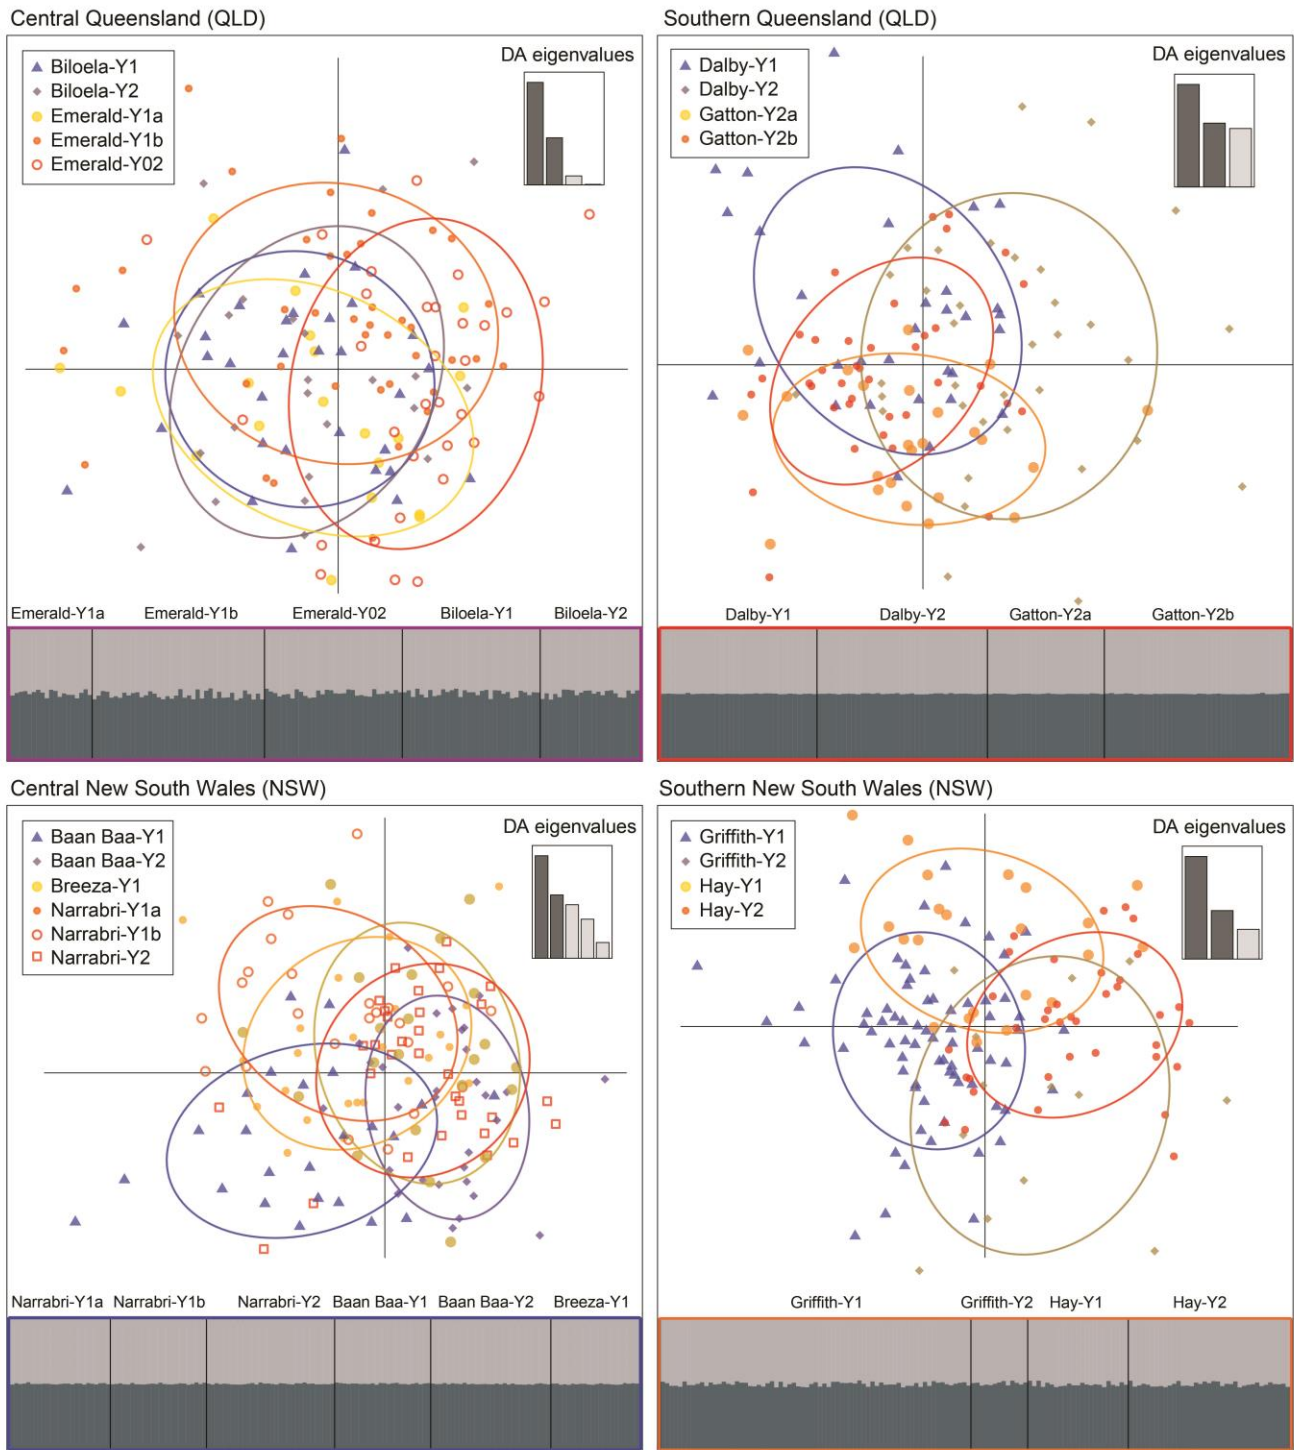 Central Queensland (QLD)
Biloela-Y1
Biloela-Y2
Emerald-Y1a
Emerald-Y1b
Emerald-Y02
DA eigenvalues
Emerald-Y1a Emerald-Y1b Emerald-Y02 Biloela-Y1 Biloela-Y2
Southern Queensland (QLD)
Dalby-Y1
Dalby-Y2
Gatton-Y2a
Gatton-Y2b
DA eigenvalues
Dalby-Y1 Dalby-Y2 Gatton-Y2a Gatton-Y2b
Central New South Wales (NSW)
Baan Baa-Y1
Baan Baa-Y2
Breeza-Y1
Narrabri-Y1a
Narrabri-Y1b
Narrabri-Y2
DA eigenvalues
Narrabri-Y1a Narrabri-Y1b Narrabri-Y2 Baan Baa-Y1 Baan Baa-Y2 Breeza-Y1
Southern New South Wales (NSW)
Griffith-Y1
Griffith-Y2
Hay-Y1
Hay-Y2
DA eigenvalues
Griffith-Y1 Griffith-Y2 Hay-Y1 Hay-Y2